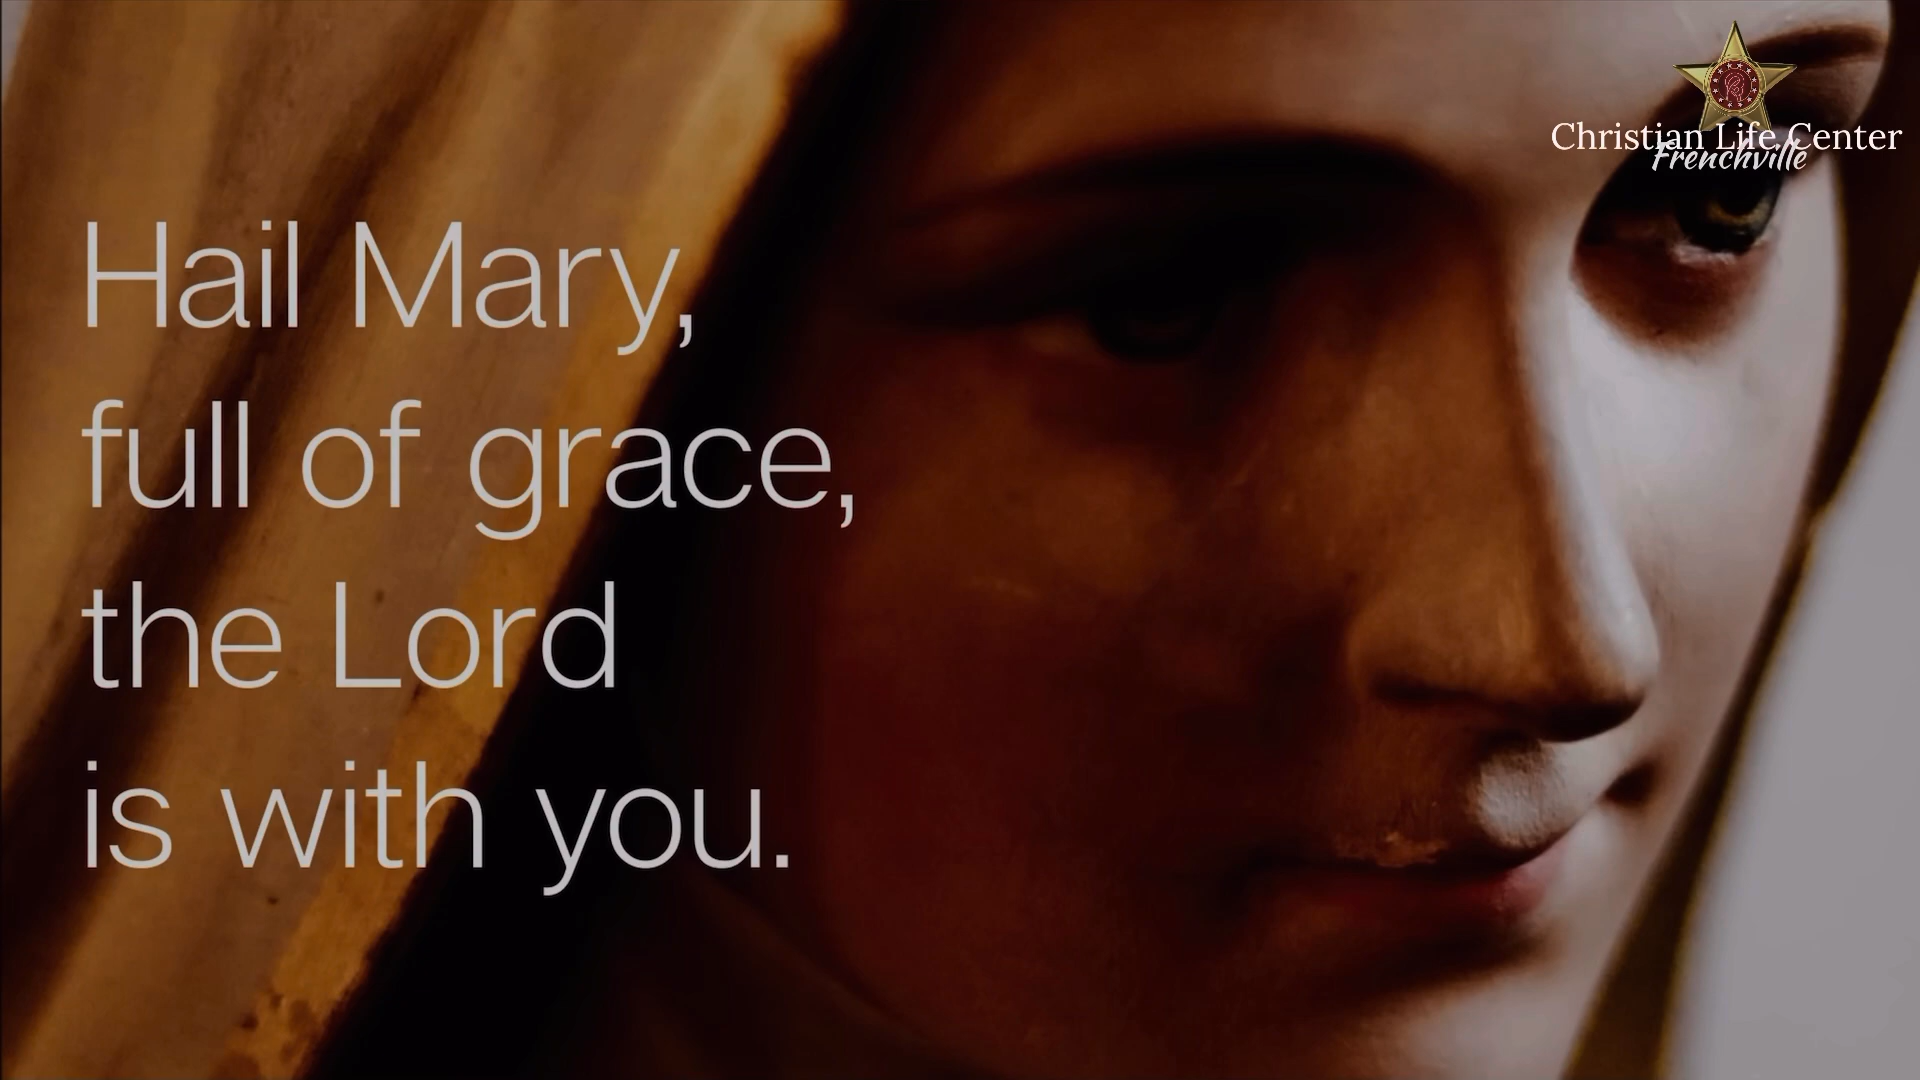 Christian Life Center
Frenchville
Hail Mary,
full of grace,
the Lord
is with you.